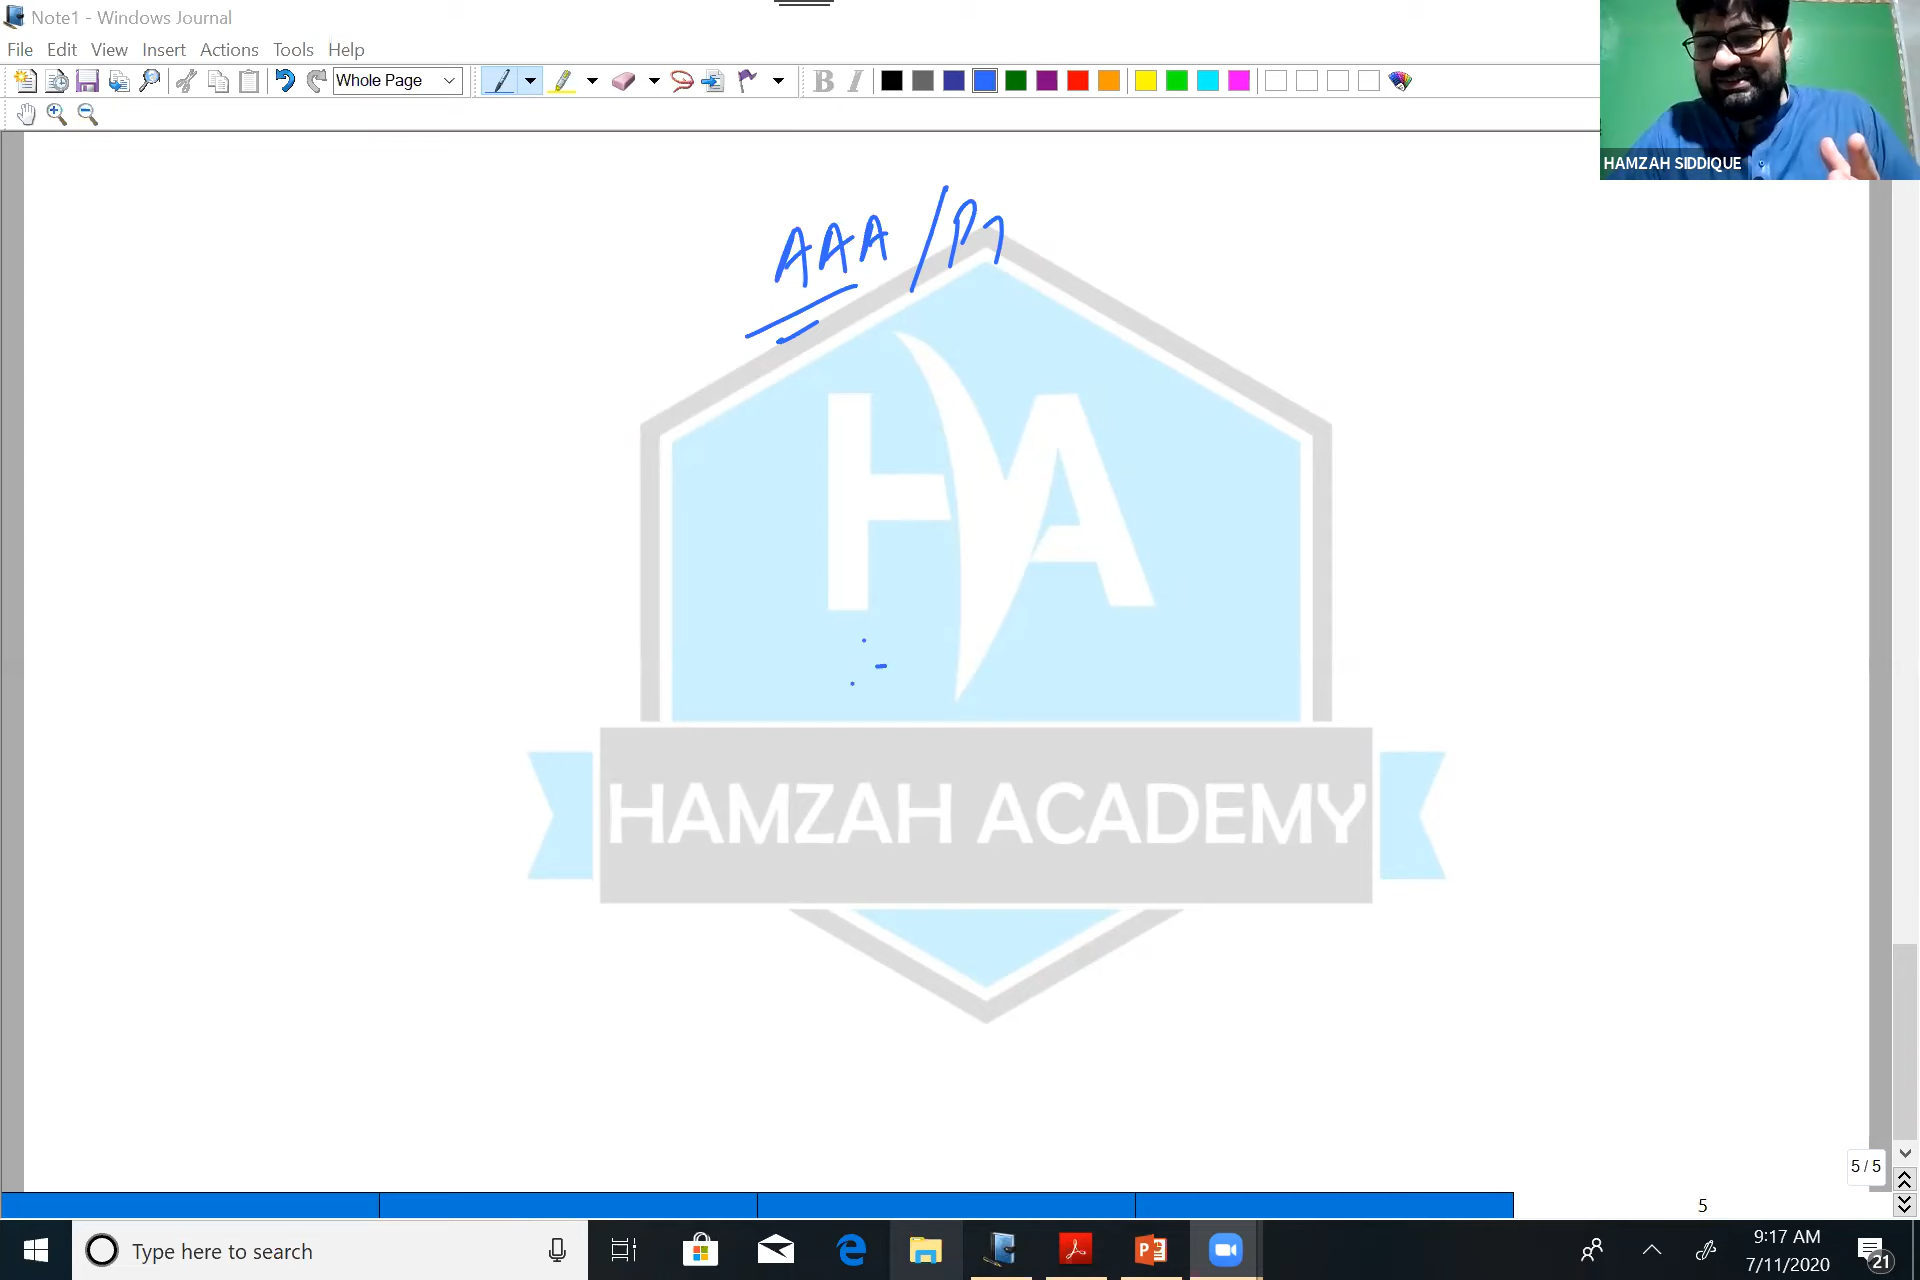 Note1 - Windows Journal
File Edit View Insert Actions Tools Help
Whole Page
B I
HAMZAH SIDDIQUE
AAA /
HA
HAMZAH ACADEMY
5 / 5
5
Type here to search
9:17 AM
7/11/2020
21